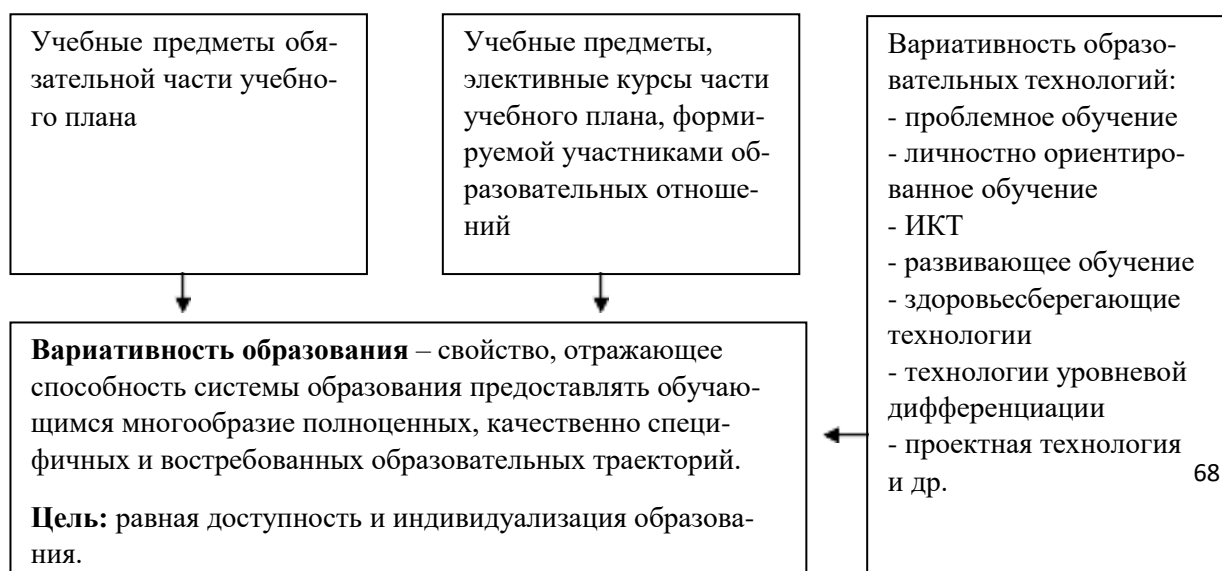 Учебные предметы обя-
зательной части учебно-
го плана
Учебные предметы,
элективные курсы части
учебного плана, форми-
руемой участниками об-
разовательных отноше-
ний
Вариативность образо-
вательных технологий:
- проблемное обучение
- личностно ориентиро-
ванное обучение
- ИКТ
- развивающее обучение
- здоровьесберегающие
технологии
- технологии уровневой
дифференциации
- проектная технология
и др.
Вариативность образования – свойство, отражающее
способность системы образования предоставлять обучаю-
щимся многообразие полноценных, качественно специ-
фичных и востребованных образовательных траекторий.
Цель: равная доступность и индивидуализация образова-
ния.
68